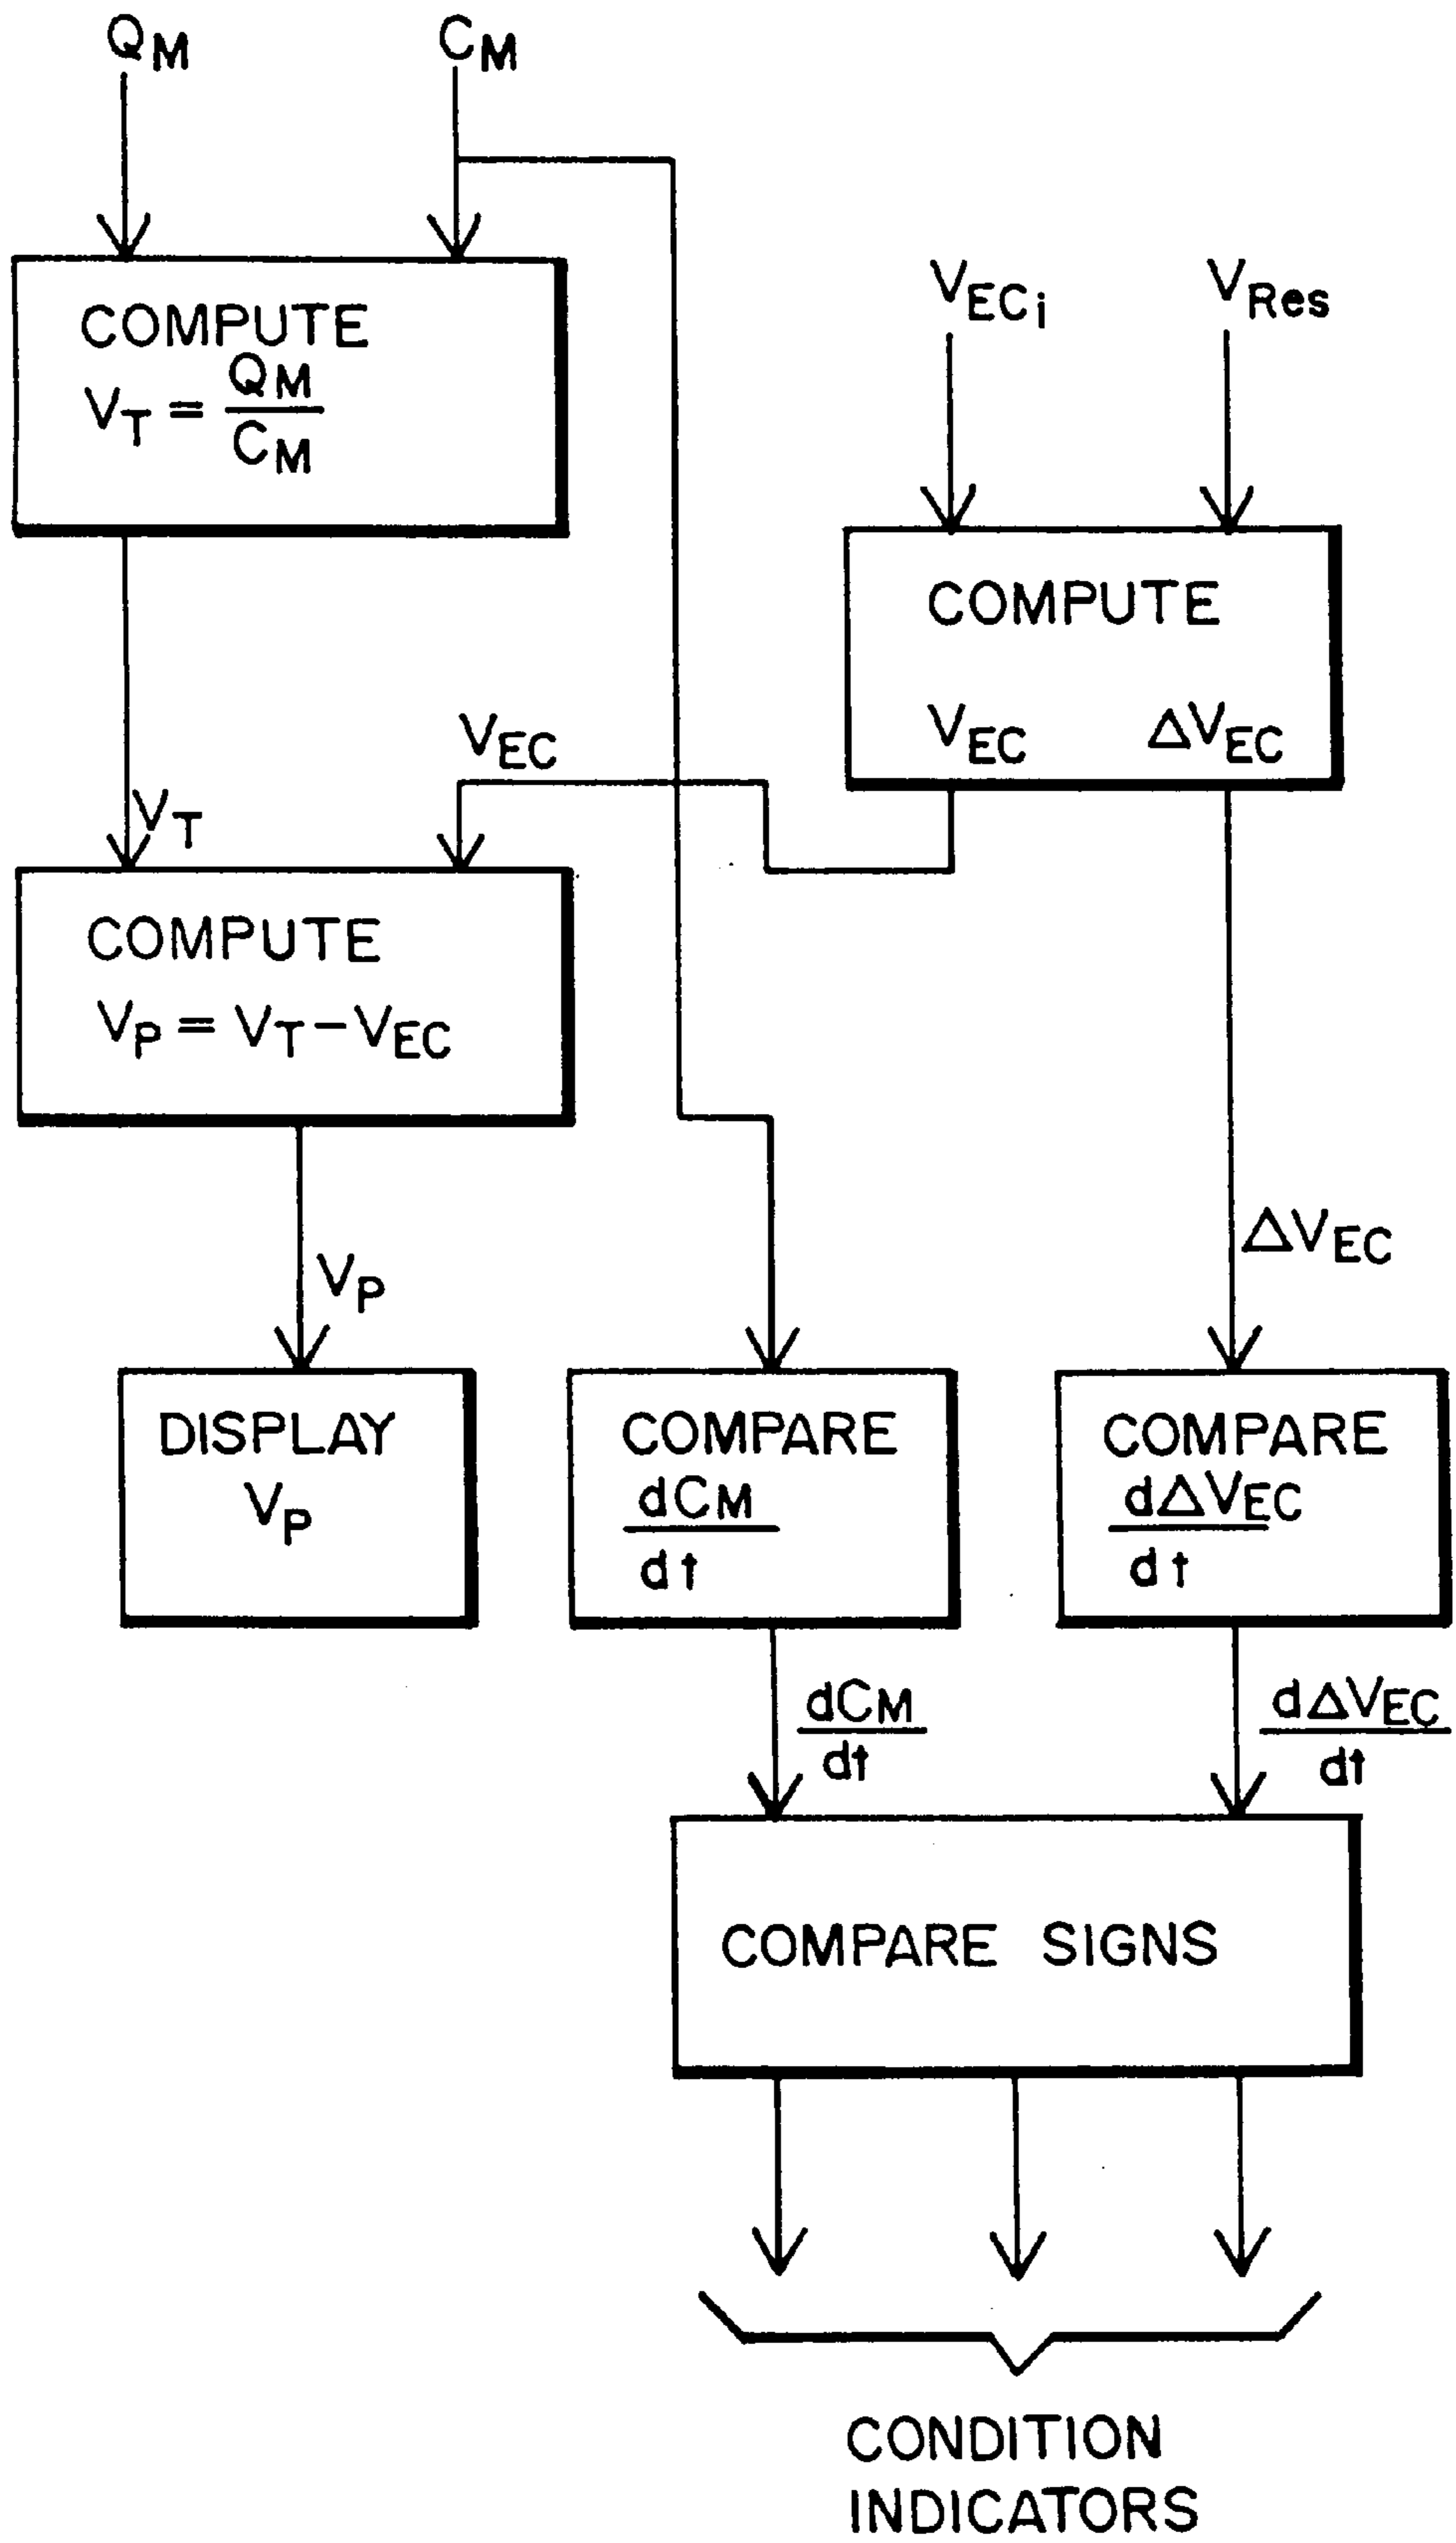 QM
CM
COMPUTE
VT = QM
CM
VECi
VRes
COMPUTE
VEC ΔVEC
VEC
VT
COMPUTE
VP = VT − VEC
VP
ΔVEC
DISPLAY
VP
COMPARE
dCM
dt
COMPARE
dΔVEC
dt
dCM
dt
dΔVEC
dt
COMPARE SIGNS
CONDITION
INDICATORS